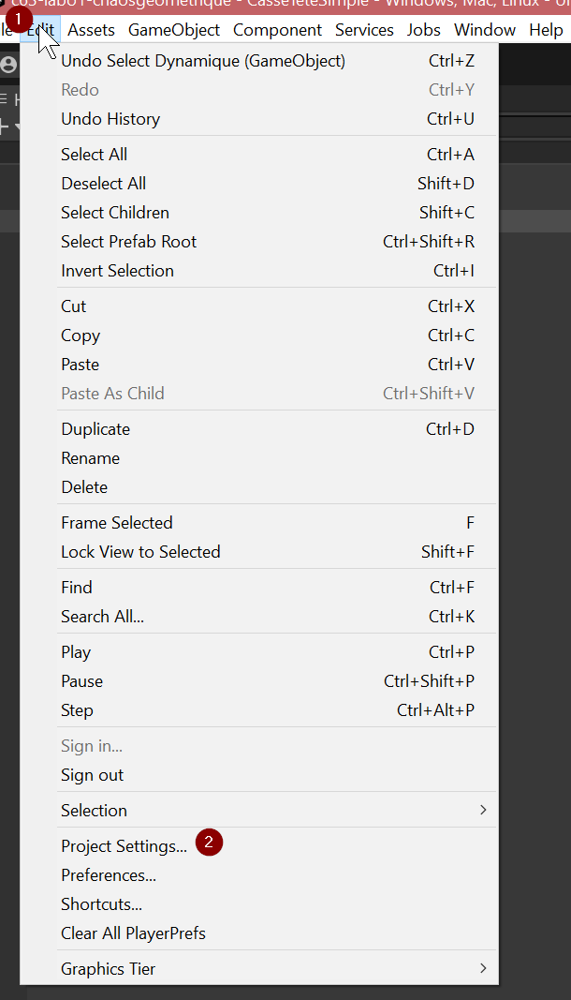 c03-labo1-chaosgeometrique - CasseTeteSimple - Windows, Mac, Linux - Un
1
le Edit Assets GameObject Component Services Jobs Window Help
Undo Select Dynamique (GameObject) Ctrl+Z
Redo Ctrl+Y
Undo History Ctrl+U
Select All Ctrl+A
Deselect All Shift+D
Select Children Shift+C
Select Prefab Root Ctrl+Shift+R
Invert Selection Ctrl+I
Cut Ctrl+X
Copy Ctrl+C
Paste Ctrl+V
Paste As Child Ctrl+Shift+V
Duplicate Ctrl+D
Rename
Delete
Frame Selected F
Lock View to Selected Shift+F
Find Ctrl+F
Search All... Ctrl+K
Play Ctrl+P
Pause Ctrl+Shift+P
Step Ctrl+Alt+P
Sign in...
Sign out
Selection
Project Settings... 2
Preferences...
Shortcuts...
Clear All PlayerPrefs
Graphics Tier